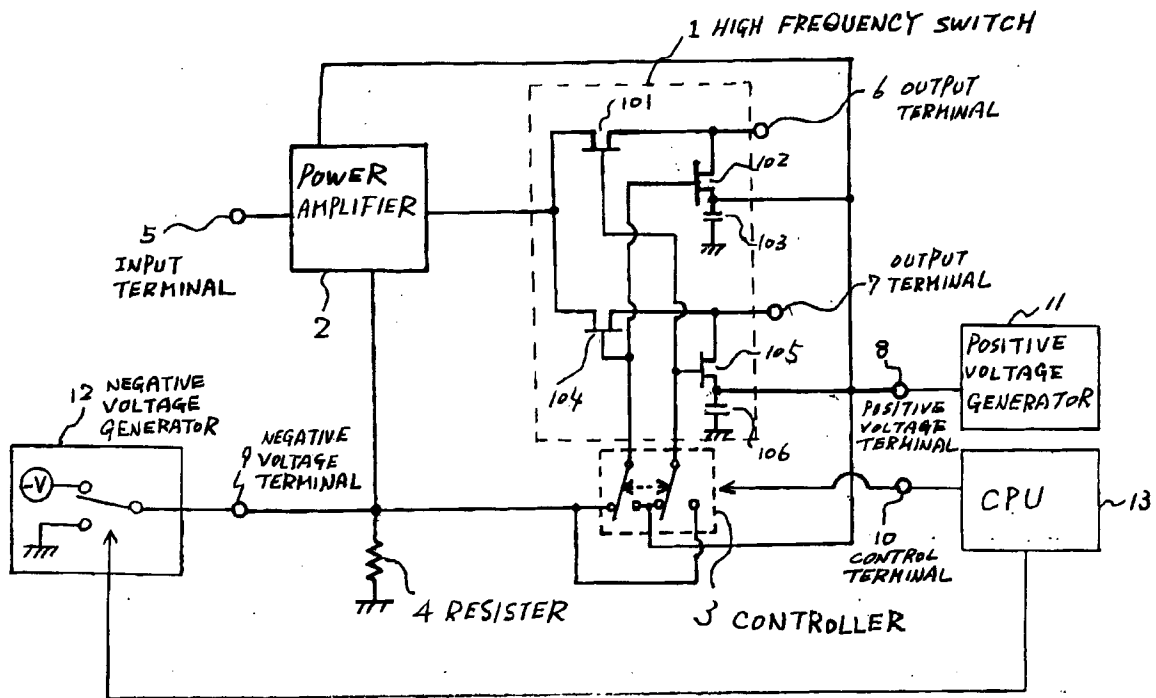 1 HIGH FREQUENCY SWITCH
101
6 OUTPUT
TERMINAL
102
POWER
AMPLIFIER
103
5
INPUT
TERMINAL
2
OUTPUT
7 TERMINAL
11
105
8
POSITIVE
VOLTAGE
GENERATOR
104
POSITIVE
VOLTAGE
TERMINAL
106
12 NEGATIVE
VOLTAGE
GENERATOR
9 NEGATIVE
VOLTAGE
TERMINAL
-V
CPU
13
10
CONTROL
TERMINAL
4 RESISTER
3 CONTROLLER